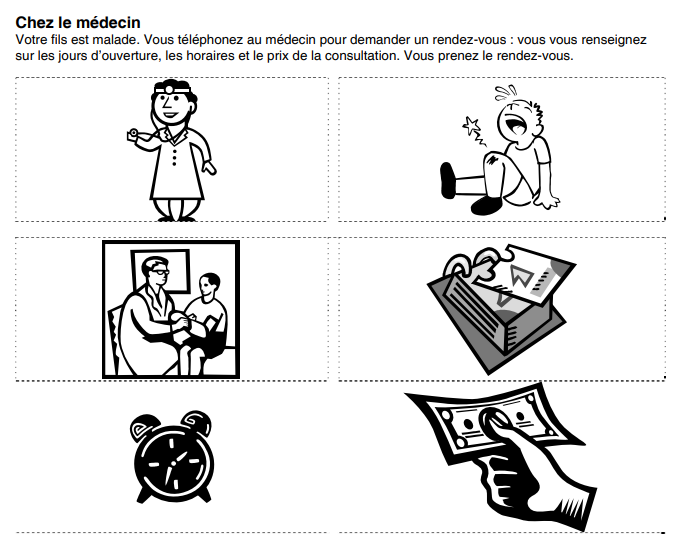 Chez le médecin
Votre fils est malade. Vous téléphonez au médecin pour demander un rendez-vous : vous vous renseignez
sur les jours d'ouverture, les horaires et le prix de la consultation. Vous prenez le rendez-vous.